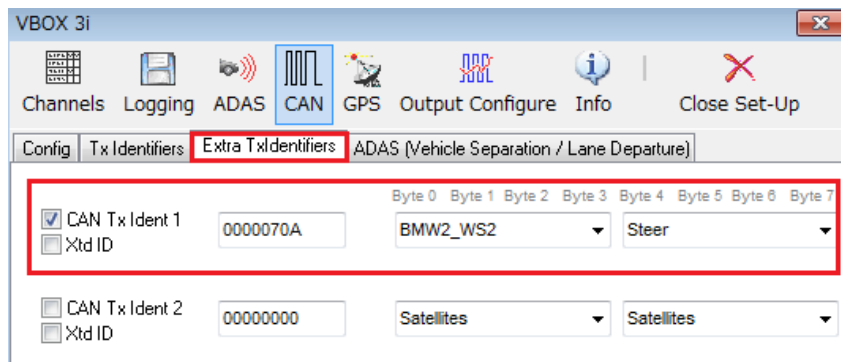 VBOX 3i
Channels Logging ADAS CAN GPS Output Configure Info Close Set-Up
Config Tx Identifiers Extra TxIdentifiers ADAS (Vehicle Separation / Lane Departure)
Byte 0 Byte 1 Byte 2 Byte 3 Byte 4 Byte 5 Byte 6 Byte 7
CAN Tx Ident 1 0000070A BMW2_WS2 Steer
Xtd ID
CAN Tx Ident 2 00000000 Satellites Satellites
Xtd ID